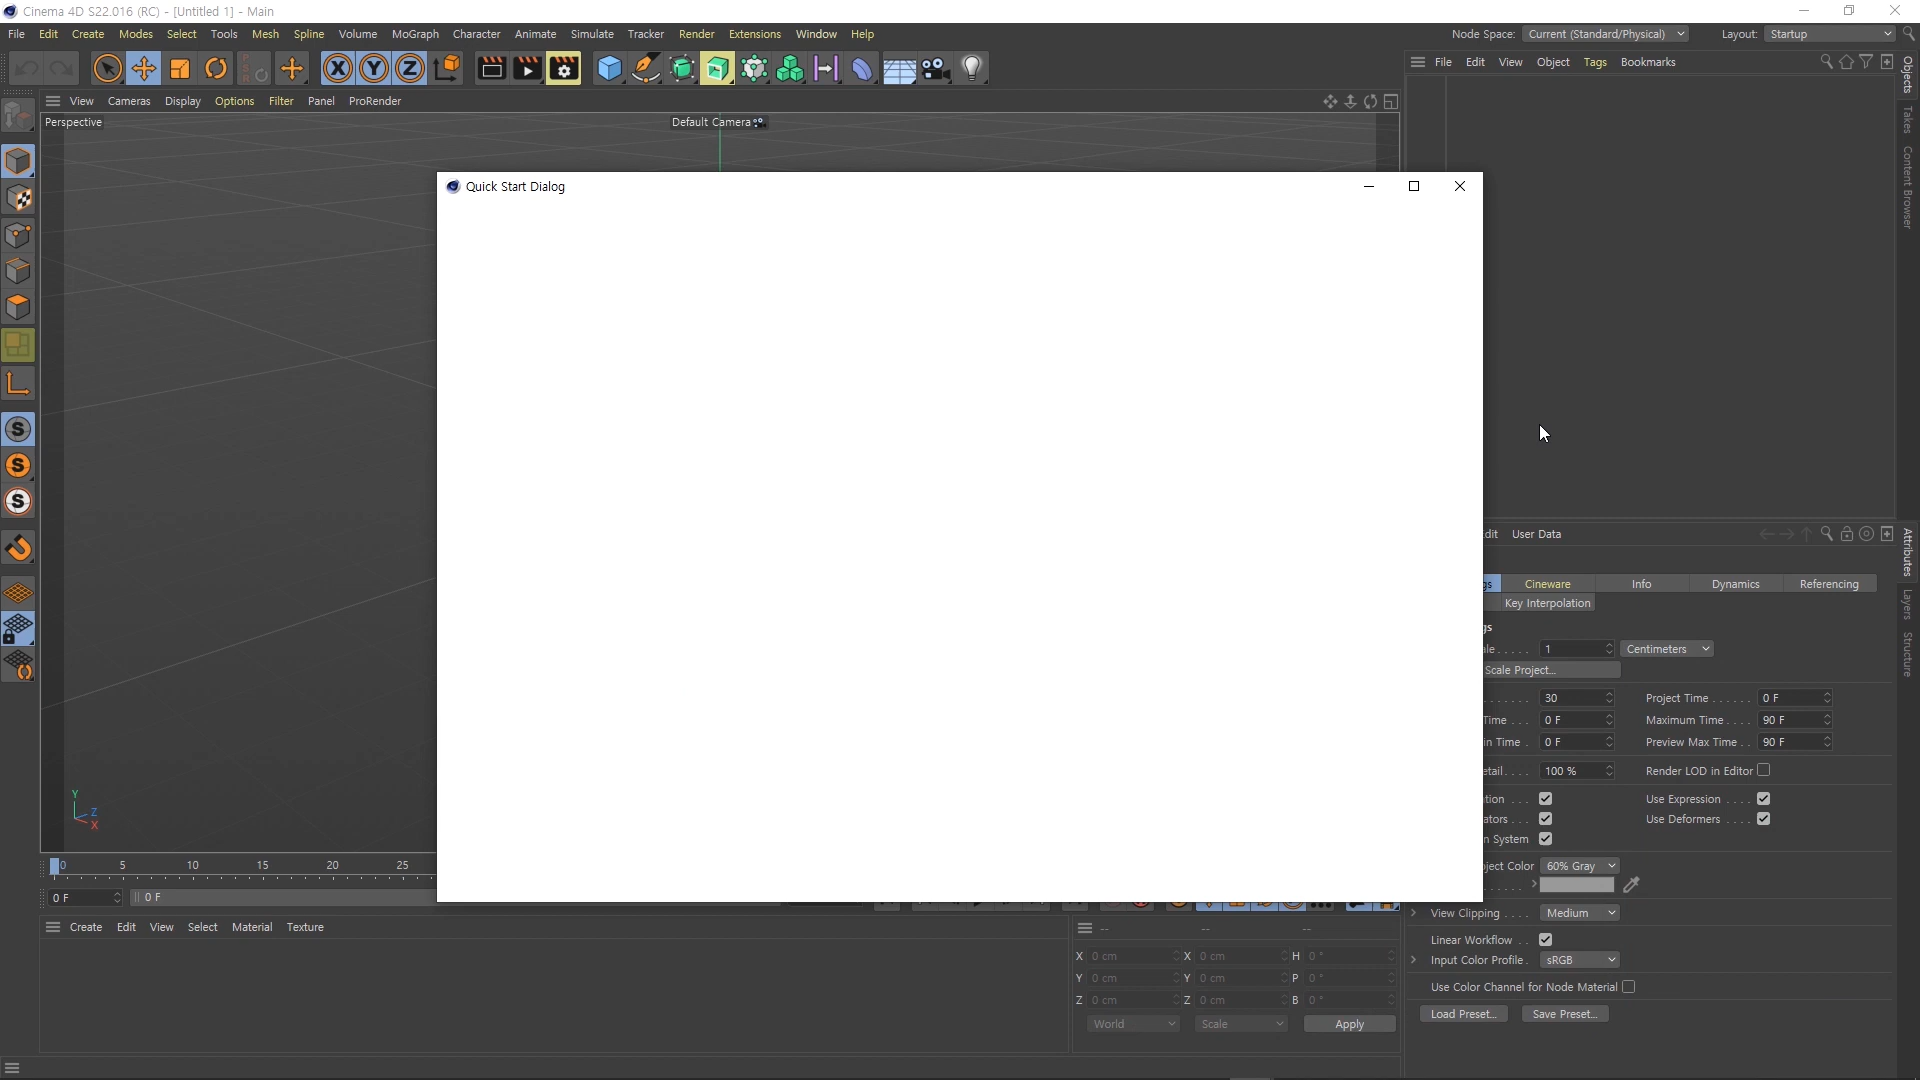 Cinema 4D S22.016 (RC) - [Untitled 1] - Main
File Edit Create Modes Select Tools Mesh Spline Volume MoGraph Character Animate Simulate Tracker Render Extensions Window Help
Node Space: Current (Standard/Physical) Layout: Startup
File Edit View Object Tags Bookmarks
View Cameras Display Options Filter Panel ProRender
Perspective
Default Camera
Quick Start Dialog
Objects
Takes
Content Browser
Attributes
Layers
Structure
dit User Data
gs Cineware Info Dynamics Referencing
Key Interpolation
gs
ale..... 1 Centimeters
Scale Project...
30 Project Time...... 0 F
Time... 0 F Maximum Time.... 90 F
in Time. 0 F Preview Max Time.. 90 F
etail.... 100 % Render LOD in Editor
tion... Use Expression....
ators... Use Deformers....
n System
ject Color 60% Gray
View Clipping.... Medium
Linear Workflow..
Input Color Profile. sRGB
Use Color Channel for Node Material
Load Preset... Save Preset...
Y
Z
X
0 5 10 15 20 25
0 F 0 F
Create Edit View Select Material Texture
-- -- --
X 0 cm X 0 cm H 0 °
Y 0 cm Y 0 cm P 0 °
Z 0 cm Z 0 cm B 0 °
World Scale Apply